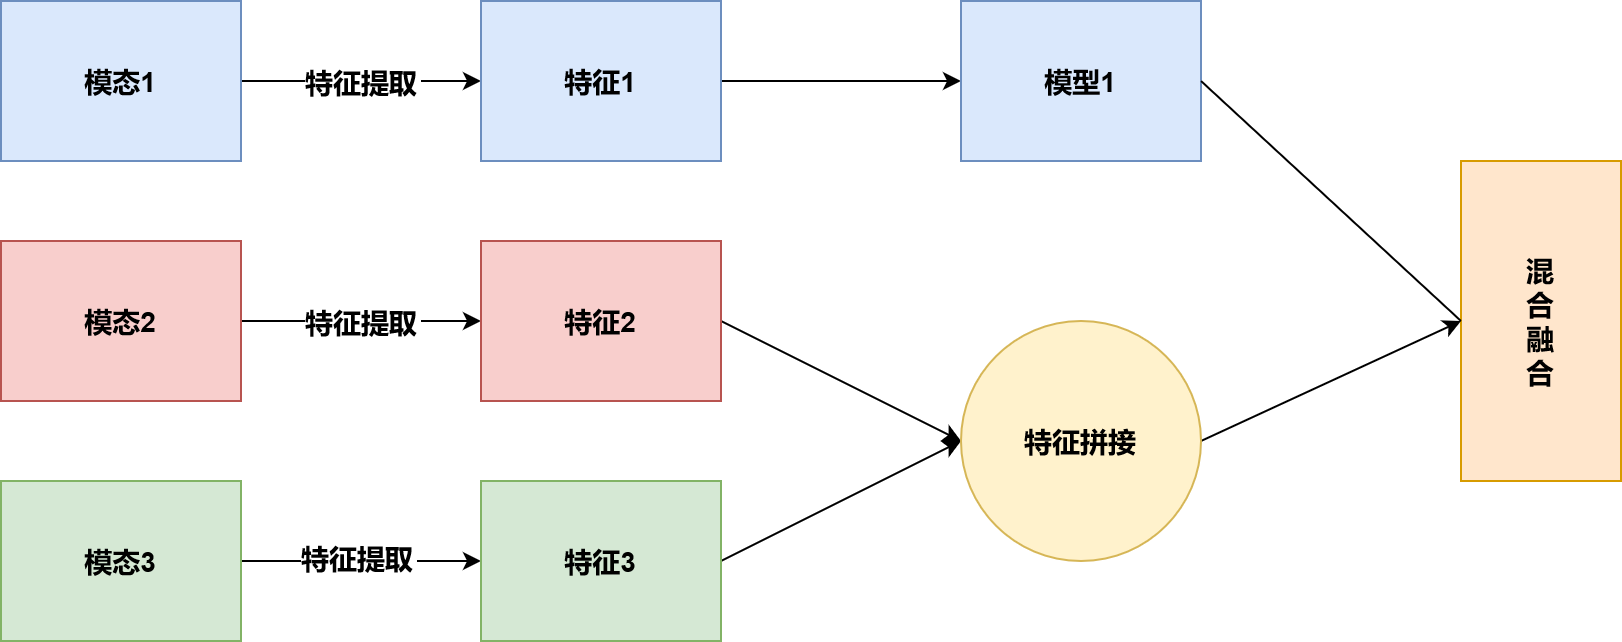 模态1
特征提取
特征1
模型1
模态2
特征提取
特征2
混
合
融
合
特征拼接
模态3
特征提取
特征3